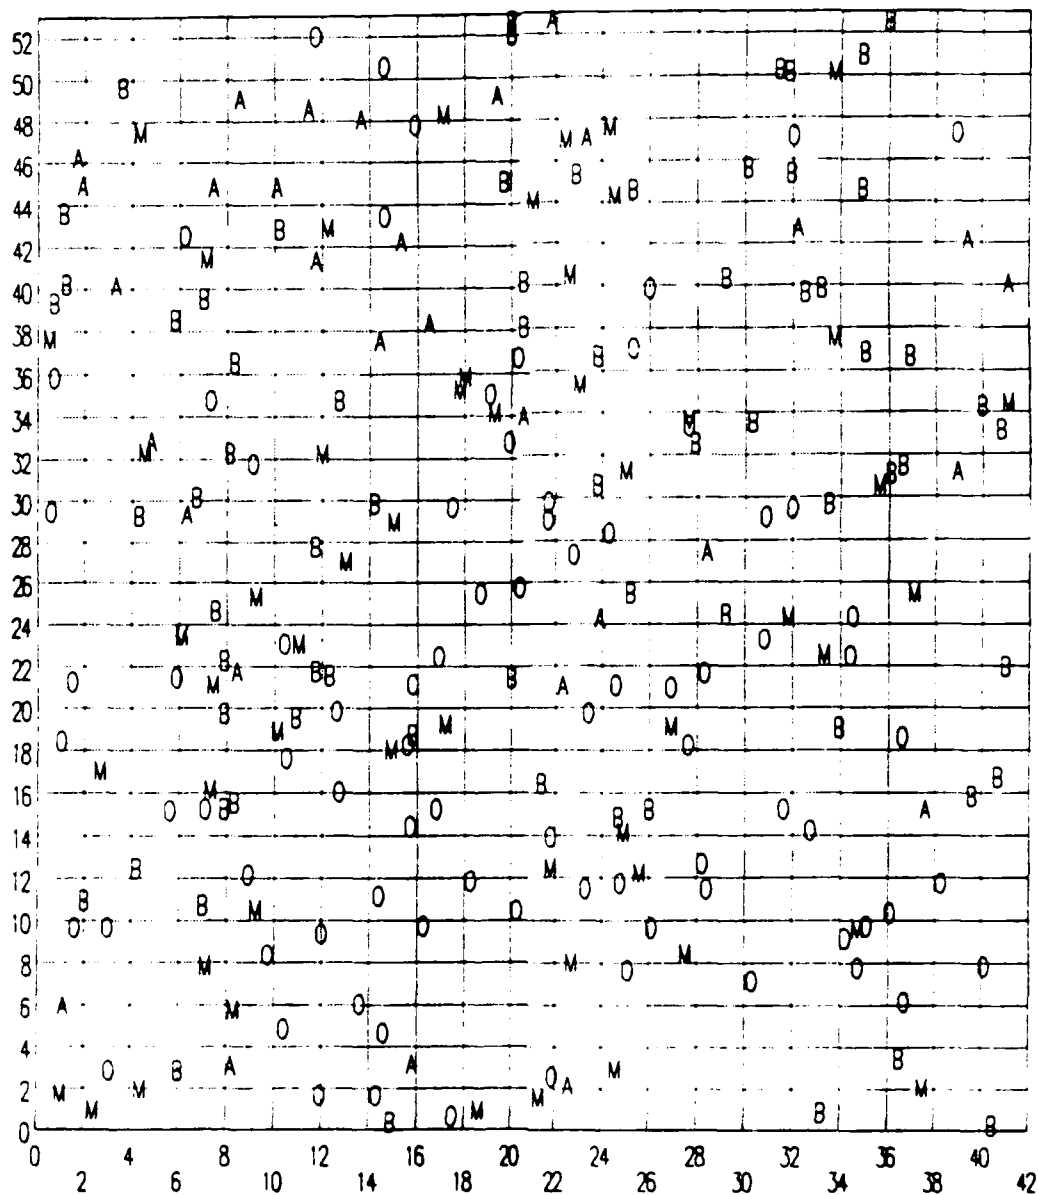 B A B
52 O
B
O B B M
50
B A A A O M A B
48
M M A M O O
46 A B B B B
A A A B B M B
44 B O M
O B M A A A
42 M A
B A B M B O B B B A
40 B B
38 B A B M
M A O B O B B B
36 O B M M O M
34 O B M A M B B B M
B
32 M A B O M O B
M B B M B A
30 O B A B B M O O B O O O B
28 B M O O A
26 M O O B M
24 B M O M A B M O
O
22 O O M B A B B O O B A O O O M O B
20 B B O O
18 O M O M O B M M O B O
16 M M B B
O O B B O O O B B O O A
14 O M O
12 B O O M M O O O
B B M O O O O O O
10 O O O O O O M O O
8 M O M O M O O
6 A M O O O
4 O O
2 O B A A O A M B
M M M O O M M M
0 B O B B
0 4 8 12 16 20 24 26 30 32 36 40
2 6 10 14 18 22 28 34 38 42